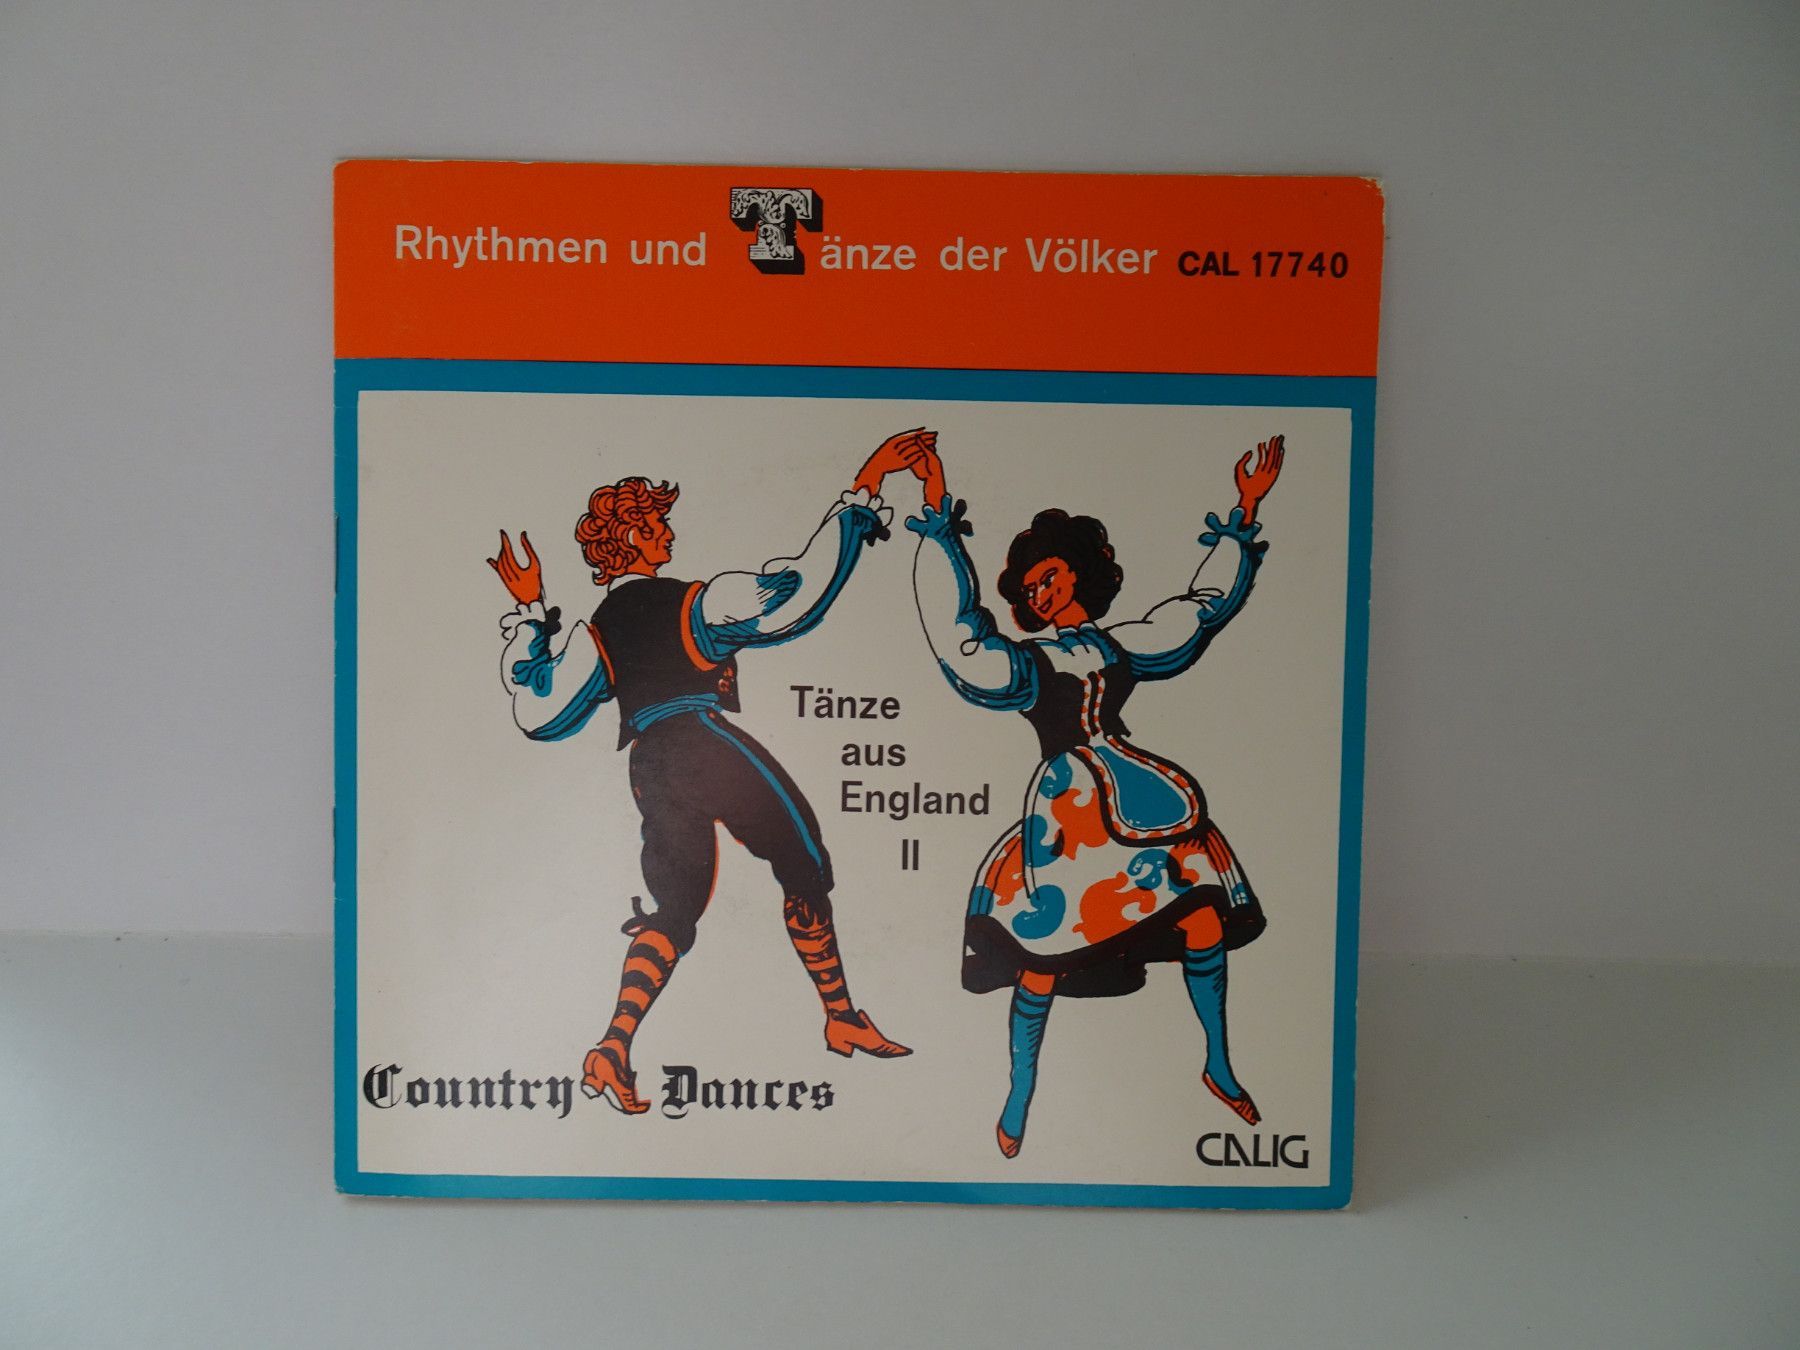 Rhythmen und Tänze der Völker CAL 17740
Tänze
aus
England
II
Country Dances
CALIG